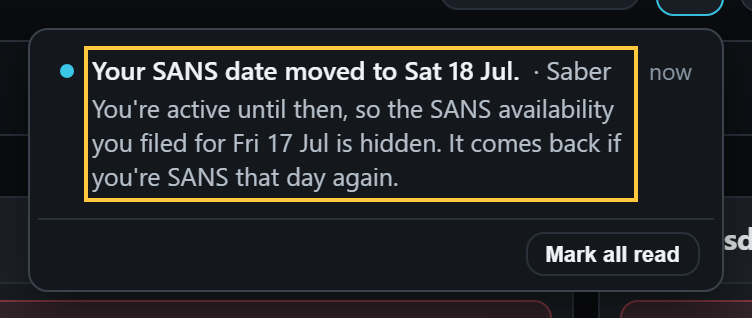 Your SANS date moved to Sat 18 Jul. · Saber now
You're active until then, so the SANS availability
you filed for Fri 17 Jul is hidden. It comes back if
you're SANS that day again.
Mark all read
sd